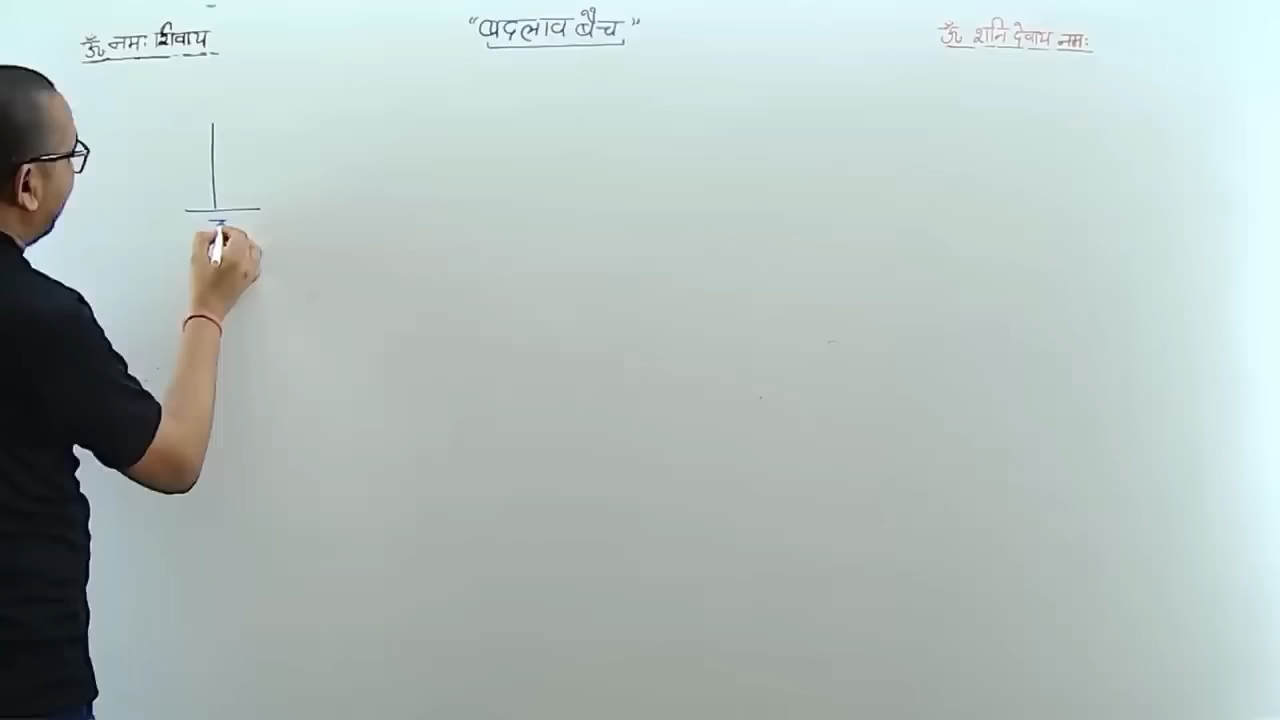 ॐ नमः शिवाय
“बदलाव बैच”
ॐ शनि देवाय नमः